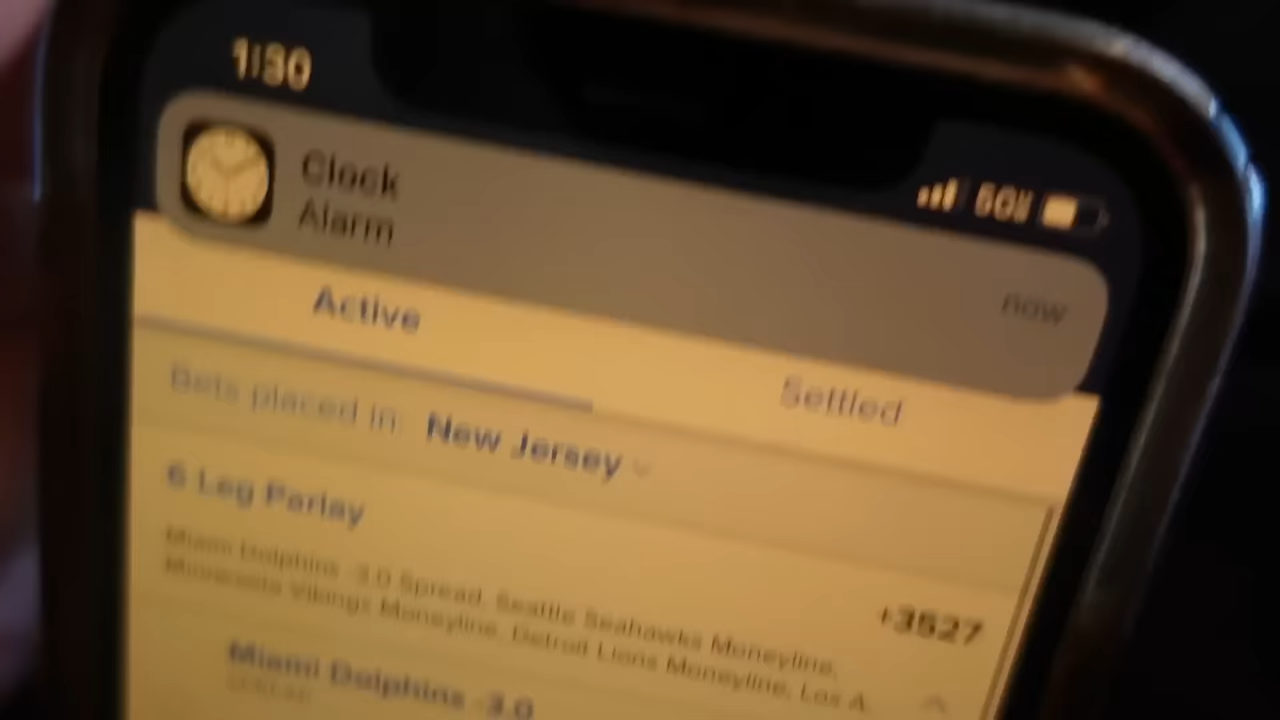 1:30
Clock
Alarm
now
50%
Active
Settled
Bets placed in: New Jersey
6 Leg Parlay
Miami Dolphins -3.0 Spread, Seattle Seahawks Moneyline,
Minnesota Vikings Moneyline, Detroit Lions Moneyline, Los A
+3527
Miami Dolphins -3.0